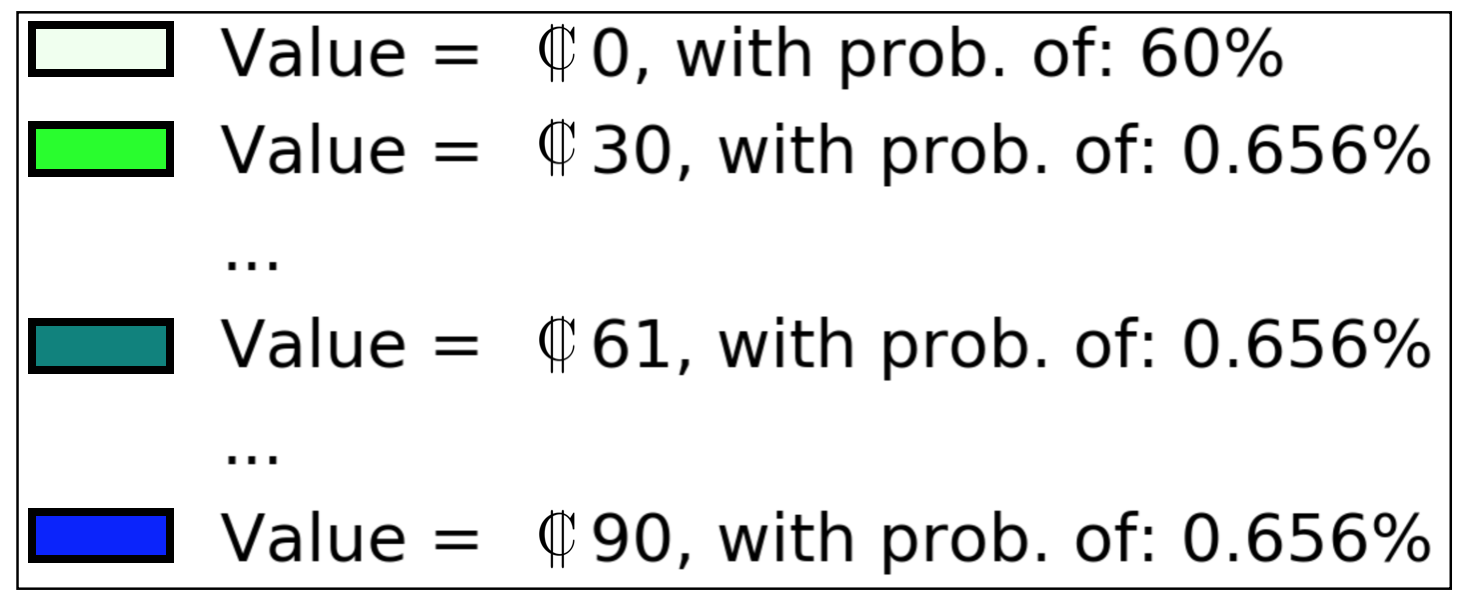 Value = ₵ 0, with prob. of: 60%
Value = ₵ 30, with prob. of: 0.656%
...
Value = ₵ 61, with prob. of: 0.656%
...
Value = ₵ 90, with prob. of: 0.656%